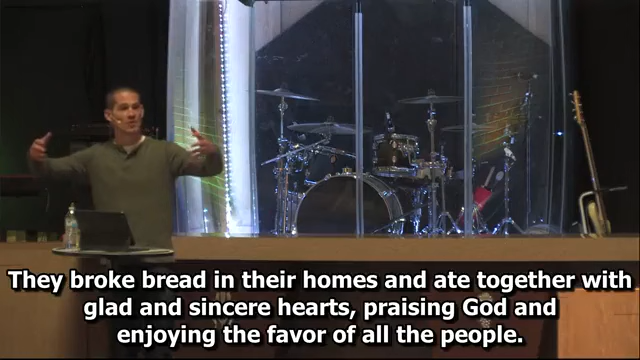 They broke bread in their homes and ate together with
glad and sincere hearts, praising God and
enjoying the favor of all the people.